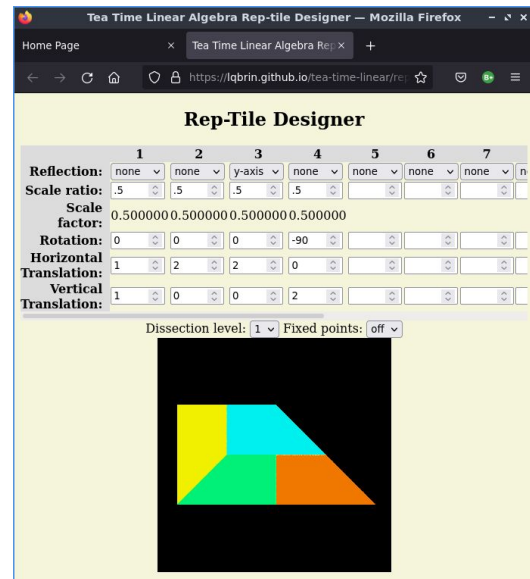 Tea Time Linear Algebra Rep-tile Designer — Mozilla Firefox
Home Page × Tea Time Linear Algebra Rep × +
https://lqbrin.github.io/tea-time-linear/re
Rep-Tile Designer
1 2 3 4 5 6 7
Reflection: none none y-axis none none none none n
Scale ratio: .5 .5 .5 .5
Scale
factor: 0.500000 0.500000 0.500000 0.500000
Rotation: 0 0 0 -90
Horizontal
Translation: 1 2 2 0
Vertical
Translation: 1 0 0 2
Dissection level: 1 Fixed points: off